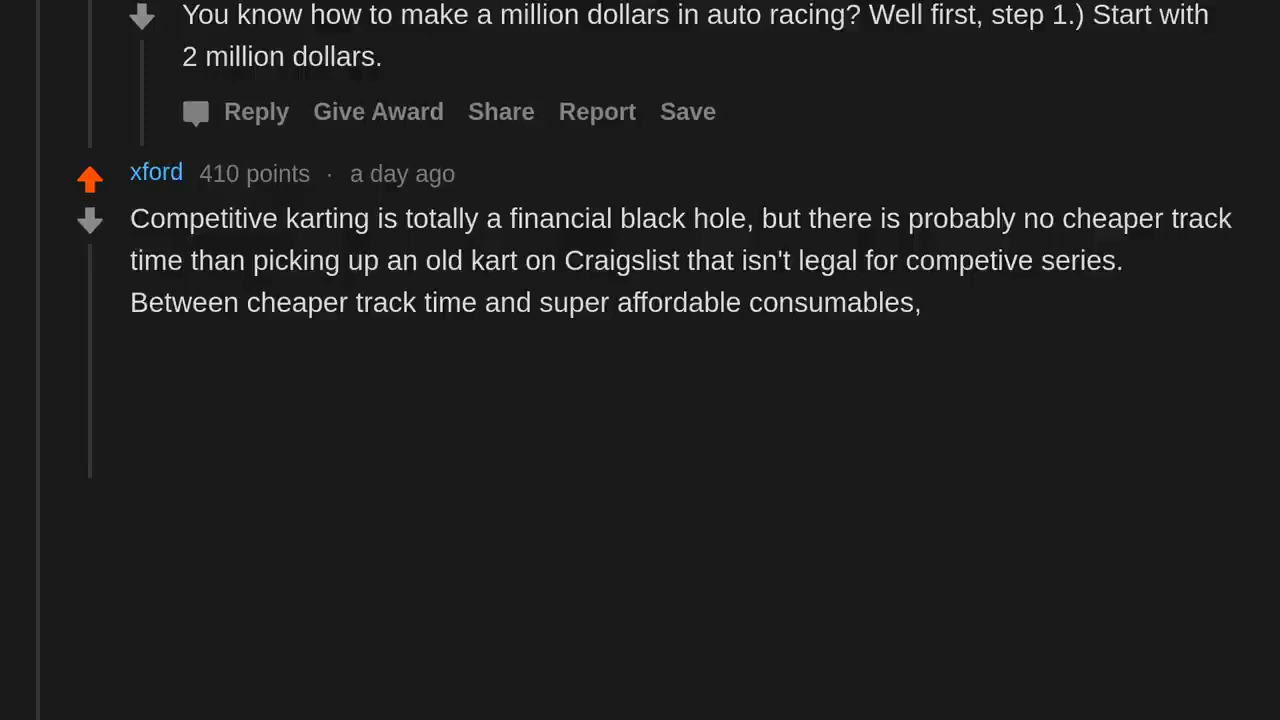 You know how to make a million dollars in auto racing? Well first, step 1.) Start with
2 million dollars.
Reply Give Award Share Report Save
xford 410 points · a day ago
Competitive karting is totally a financial black hole, but there is probably no cheaper track
time than picking up an old kart on Craigslist that isn't legal for competive series.
Between cheaper track time and super affordable consumables,